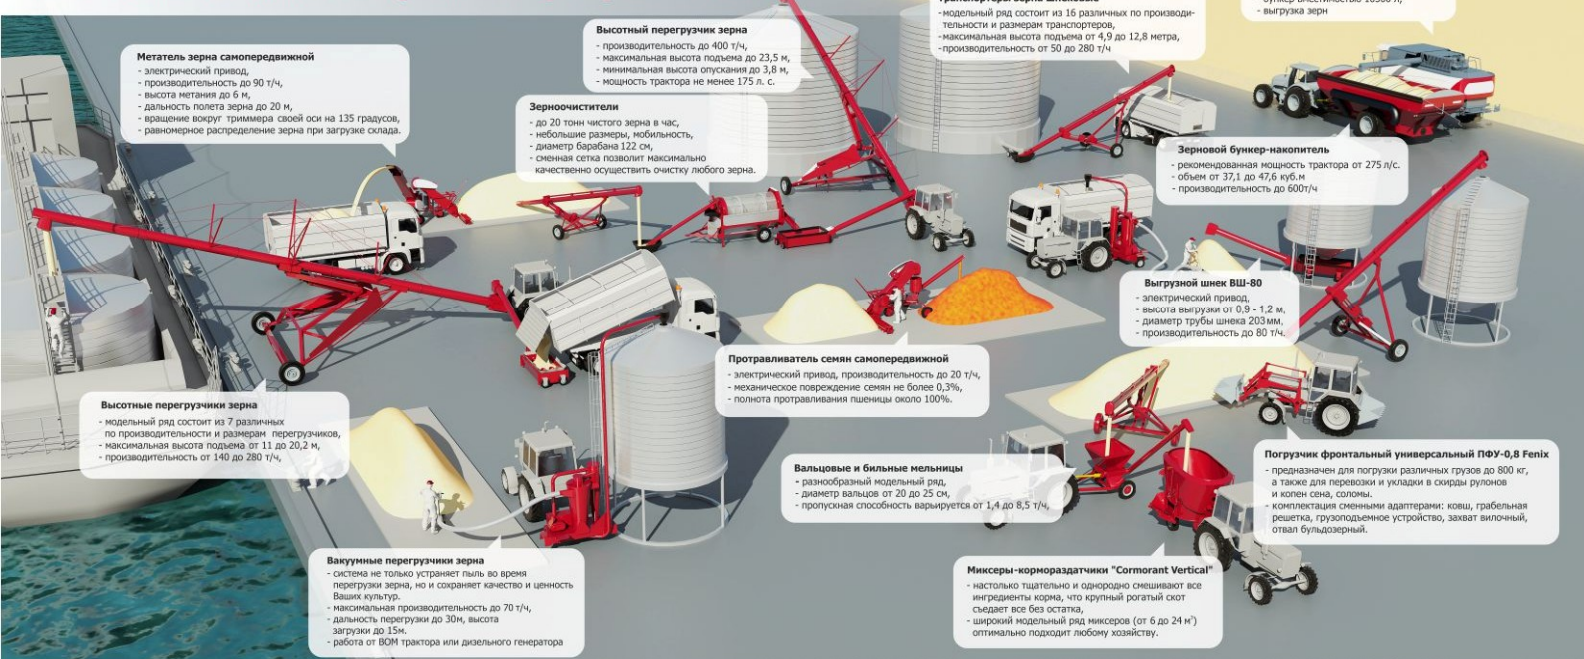 Транспортеры зерна шнековые
- модельный ряд состоит из 16 различных по производи-
тельности и размерам транспортеров,
- максимальная высота подъема от 4,9 до 12,8 метра,
- производительность от 50 до 280 т/ч
- выгрузка зерн
Высотный перегрузчик зерна
- производительность до 400 т/ч,
- максимальная высота подъема до 23,5 м,
- минимальная высота опускания до 3,8 м,
- мощность трактора не менее 175 л. с.
Метатель зерна самопередвижной
- электрический привод,
- производительность до 90 т/ч,
- высота метания до 6 м,
- дальность полета зерна до 20 м,
- вращение вокруг триммера своей оси на 135 градусов,
- равномерное распределение зерна при загрузке склада.
Зерноочистители
- до 20 тонн чистого зерна в час,
- небольшие размеры, мобильность,
- диаметр барабана 122 см,
- сменная сетка позволит максимально
качественно осуществить очистку любого зерна.
Зерновой бункер-накопитель
- рекомендованная мощность трактора от 275 л/с.
- объем от 37,1 до 47,6 куб.м
- производительность до 600т/ч
Выгрузной шнек ВШ-80
- электрический привод,
- высота выгрузки от 0,9 - 1,2 м,
- диаметр трубы шнека 203мм,
- производительность до 80 т/ч.
Протравливатель семян самопередвижной
- электрический привод, производительность до 20 т/ч,
- механическое повреждение семян не более 0,3%,
- полнота протравливания пшеницы около 100%.
Высотные перегрузчики зерна
- модельный ряд состоит из 7 различных
по производительности и размерам перегрузчиков,
- максимальная высота подъема от 11 до 20,2 м,
- производительность от 140 до 280 т/ч,
Вальцовые и бильные мельницы
- разнообразный модельный ряд,
- диаметр вальцов от 20 до 25 см,
- пропускная способность варьируется от 1,4 до 8,5 т/ч,
Погрузчик фронтальный универсальный ПФУ-0,8 Fenix
- предназначен для погрузки различных грузов до 800 кг,
а также для перевозки и укладки в скирды рулонов
и копен сена, соломы.
- комплектация сменными адаптерами: ковш, грабельная
решетка, грузоподъемное устройство, захват вилочный,
отвал бульдозерный.
Вакуумные перегрузчики зерна
- система не только устраняет пыль во время
перегрузки зерна, но и сохраняет качество и ценность
Ваших культур.
- максимальная производительность до 70 т/ч,
- дальность перегрузки до 30м, высота
загрузки до 15м.
- работа от ВОМ трактора или дизельного генератора
Миксеры-кормораздатчики "Cormorant Vertical"
- настолько тщательно и однородно смешивают все
ингредиенты корма, что крупный рогатый скот
съедает все без остатка,
- широкий модельный ряд миксеров (от 6 до 24 м³)
оптимально подходит любому хозяйству.